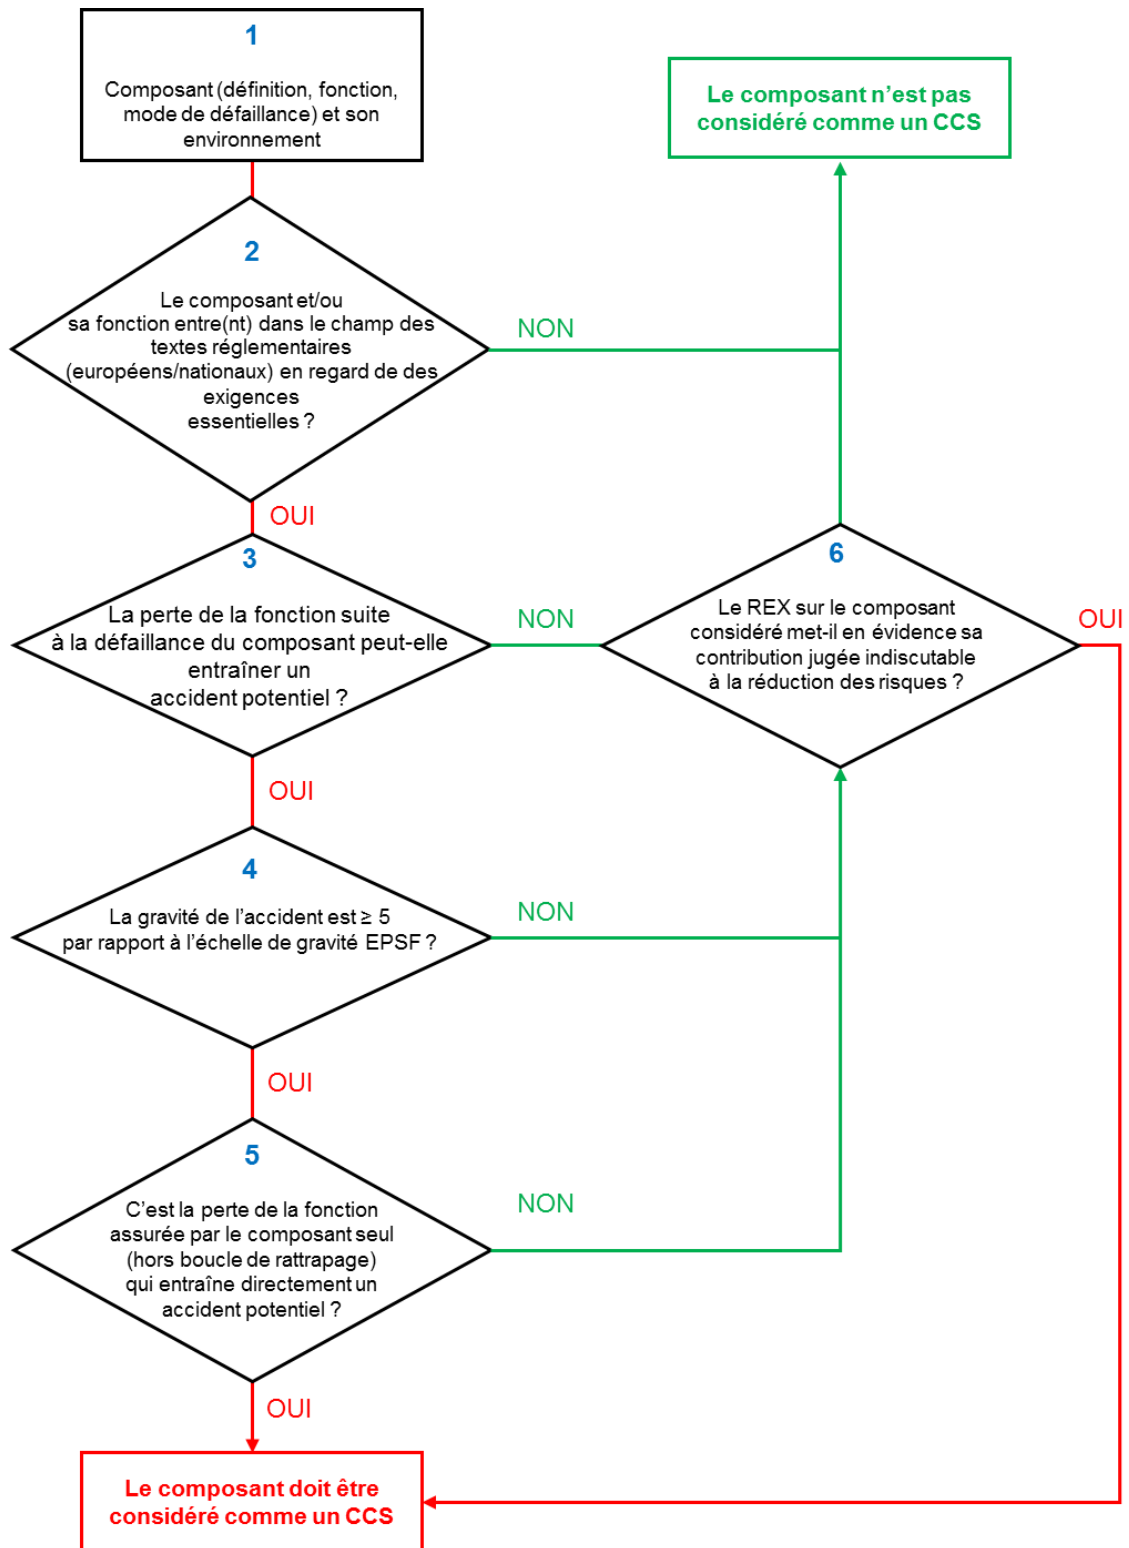 1
Composant (définition, fonction,
mode de défaillance) et son
environnement
Le composant n'est pas
considéré comme un CCS
2
Le composant et/ou
sa fonction entre(nt) dans le champ des
textes réglementaires
(européens/nationaux) en regard de des
exigences
essentielles ?
NON
OUI
3
La perte de la fonction suite
à la défaillance du composant peut-elle
entraîner un
accident potentiel ?
NON
6
Le REX sur le composant
considéré met-il en évidence sa
contribution jugée indiscutable
à la réduction des risques ?
OUI
OUI
4
La gravité de l'accident est ≥ 5
par rapport à l'échelle de gravité EPSF ?
NON
OUI
5
C'est la perte de la fonction
assurée par le composant seul
(hors boucle de rattrapage)
qui entraîne directement un
accident potentiel ?
NON
OUI
Le composant doit être
considéré comme un CCS